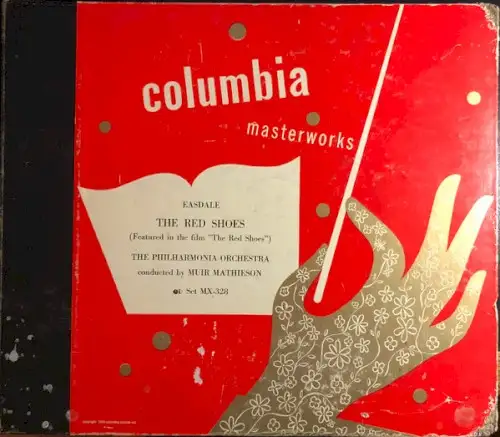 columbia
masterworks
EASDALE
THE RED SHOES
(Featured in the film "The Red Shoes")
THE PHILHARMONIA ORCHESTRA
conducted by MUIR MATHIESON
Set MX-328